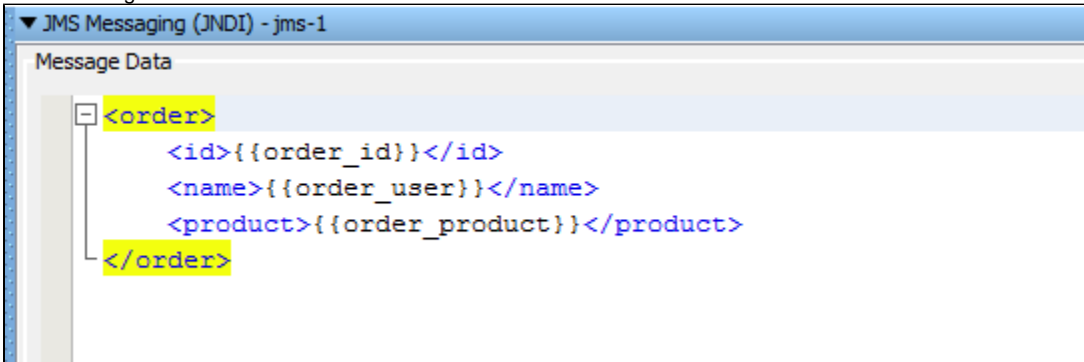 ▼ JMS Messaging (JNDI) - jms-1
Message Data
<order>
<id>{{order_id}}</id>
<name>{{order_user}}</name>
<product>{{order_product}}</product>
</order>